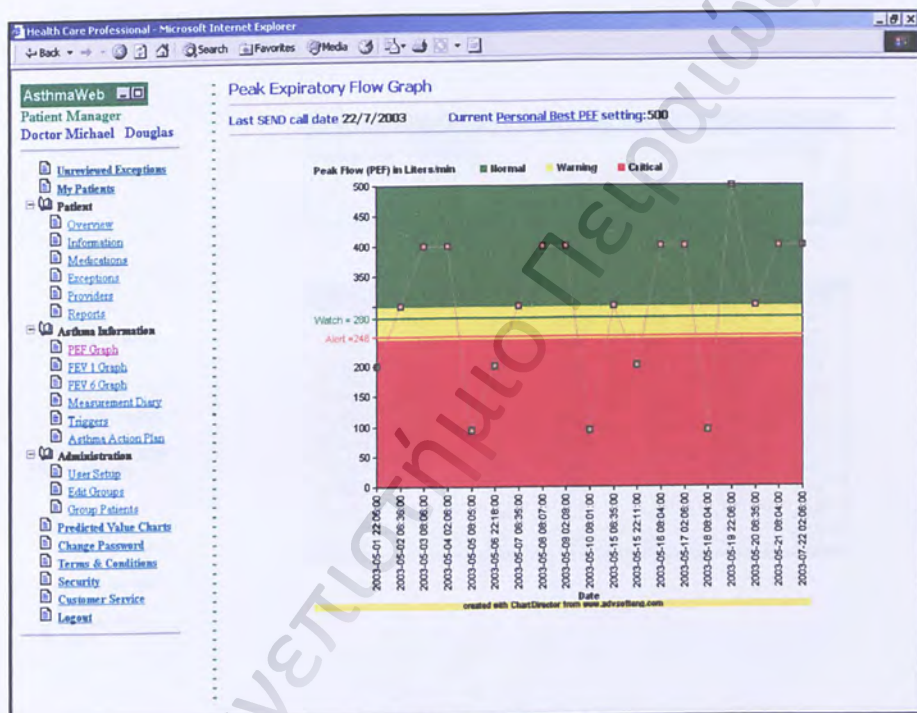 Health Care Professional - Microsoft Internet Explorer
Back Search Favorites Media
AsthmaWeb
Patient Manager
Doctor Michael Douglas
Unreviewed Exceptions
My Patients
Patient
Overview
Information
Medications
Exceptions
Providers
Reports
Asthma Information
PEF Graph
FEV 1 Graph
FEV 6 Graph
Measurement Diary
Triggers
Asthma Action Plan
Administration
User Setup
Edit Groups
Group Patients
Predicted Value Charts
Change Password
Terms & Conditions
Security
Customer Service
Logout
Peak Expiratory Flow Graph
Last SEND call date 22/7/2003 Current Personal Best PEF setting:500
Peak Flow (PEF) in Liters/min Normal Warning Critical
500
450
400
350
Watch = 280
Alert =248
200
150
100
50
0
2003-05-01 22:06:00
2003-05-02 06:36:00
2003-05-03 08:06:00
2003-05-04 02:06:00
2003-05-05 08:05:00
2003-05-06 22:18:00
2003-05-07 06:35:00
2003-05-08 08:07:00
2003-05-09 02:09:00
2003-05-10 08:01:00
2003-05-15 06:35:00
2003-05-15 22:11:00
2003-05-16 08:04:00
2003-05-17 02:06:00
2003-05-18 08:04:00
2003-05-19 22:06:00
2003-05-20 06:35:00
2003-05-21 08:04:00
2003-07-22 02:06:00
Date
created with ChartDirector from www.advsofteng.com
Πανεπιστήμιο Πειραιώς